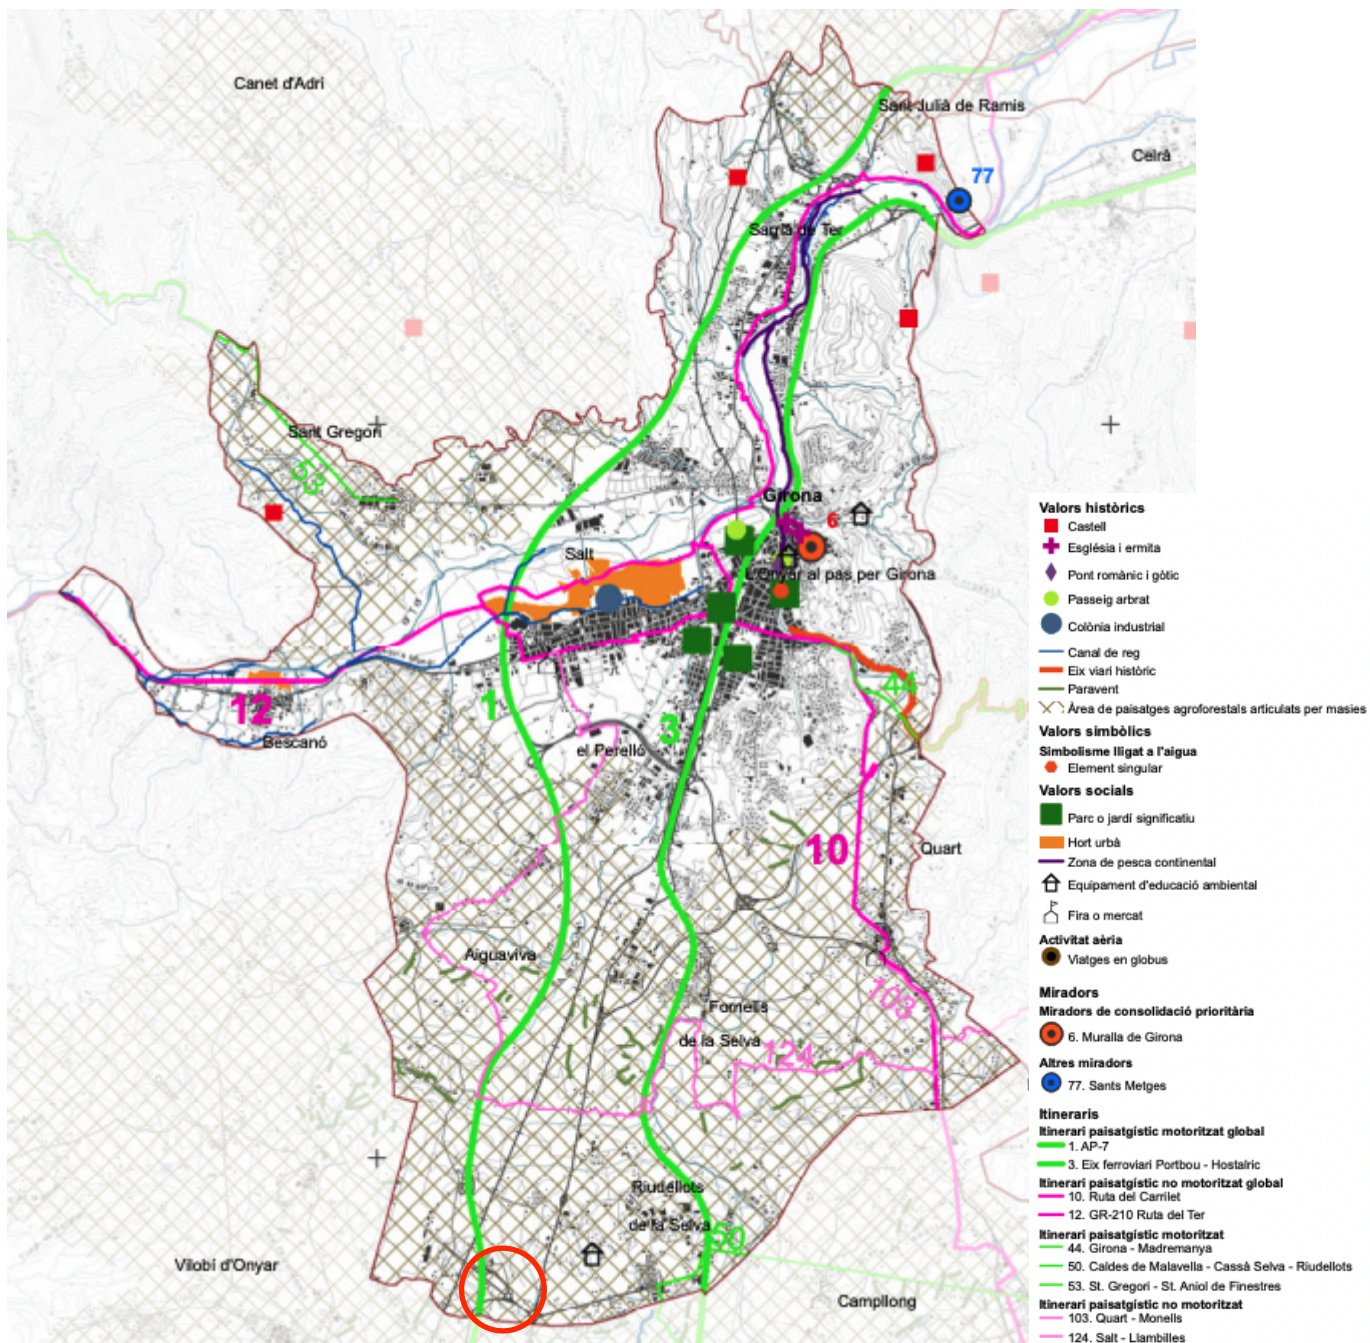 Canet d'Adri
Sant Julià de Ramis
Celrà
77
Sarrià de Ter
Sant Gregori
53
Girona
6
Salt
L'Onyar al pas per Girona
44
12
Bescanó
1
3
el Perelló
10
Quart
Aiguaviva
103
Fornells
de la Selva
124
Riudellots
de la Selva
50
Vilobí d'Onyar
Campllong
Valors històrics
Castell
Església i ermita
Pont romànic i gòtic
Passeig arbrat
Colònia industrial
Canal de reg
Eix viari històric
Paravent
Àrea de paisatges agroforestals articulats per masies
Valors simbòlics
Simbolisme lligat a l'aigua
Element singular
Valors socials
Parc o jardí significatiu
Hort urbà
Zona de pesca continental
Equipament d'educació ambiental
Fira o mercat
Activitat aèria
Viatges en globus
Miradors
Miradors de consolidació prioritària
6. Muralla de Girona
Altres miradors
77. Sants Metges
Itineraris
Itinerari paisatgístic motoritzat global
1. AP-7
3. Eix ferroviari Portbou - Hostalric
Itinerari paisatgístic no motoritzat global
10. Ruta del Carrilet
12. GR-210 Ruta del Ter
Itinerari paisatgístic motoritzat
44. Girona - Madremanya
50. Caldes de Malavella - Cassà Selva - Riudellots
53. St. Gregori - St. Aniol de Finestres
Itinerari paisatgístic no motoritzat
103. Quart - Monells
124. Salt - Llambilles